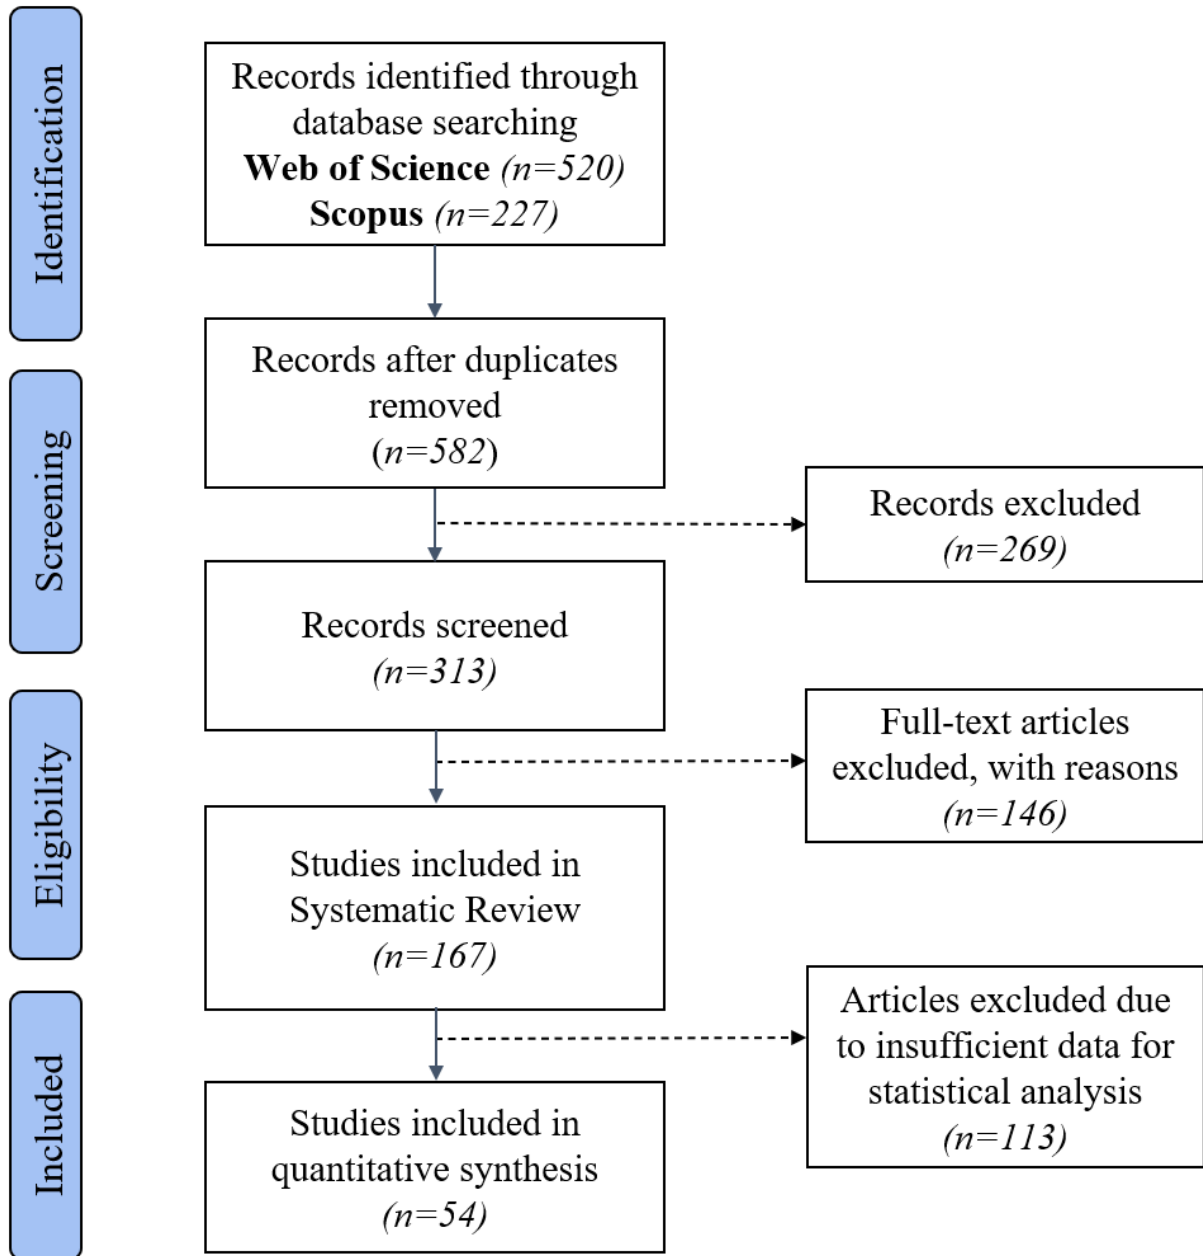 Identification
Records identified through
database searching
Web of Science (n=520)
Scopus (n=227)
Screening
Records after duplicates
removed
(n=582)
Records excluded
(n=269)
Records screened
(n=313)
Eligibility
Full-text articles
excluded, with reasons
(n=146)
Studies included in
Systematic Review
(n=167)
Included
Articles excluded due
to insufficient data for
statistical analysis
(n=113)
Studies included in
quantitative synthesis
(n=54)